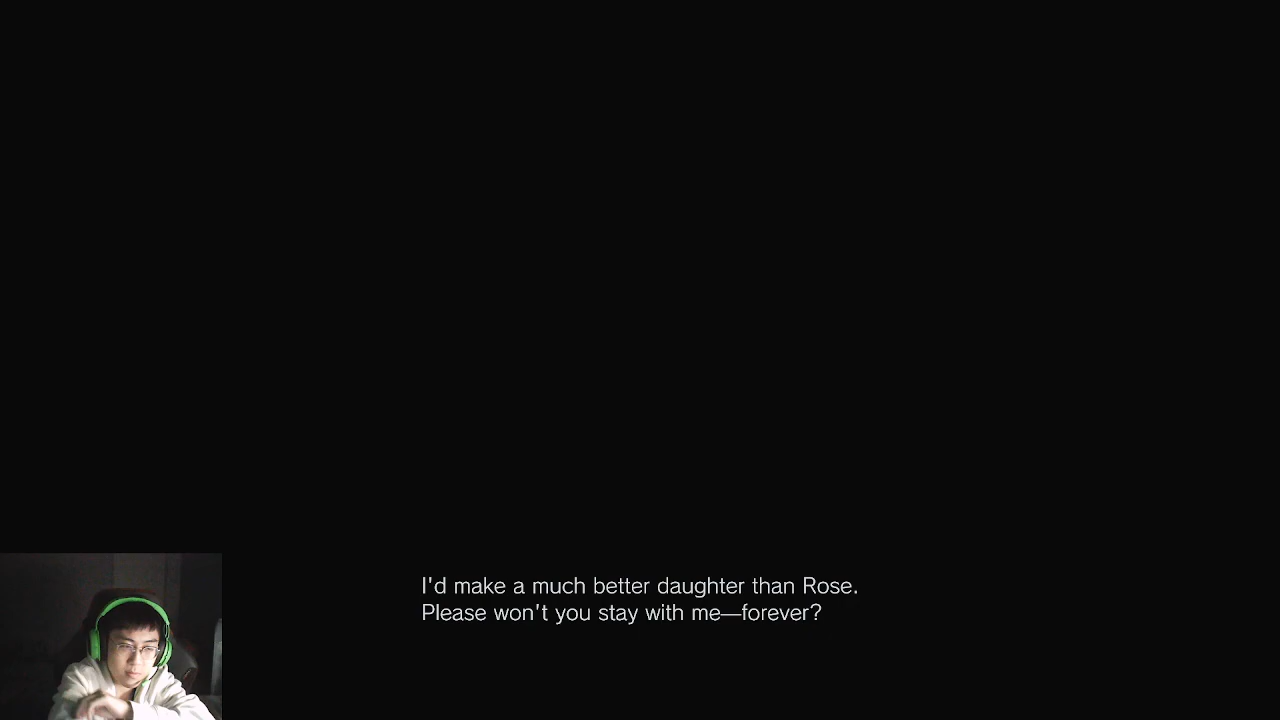 I'd make a much better daughter than Rose.
Please won't you stay with me—forever?